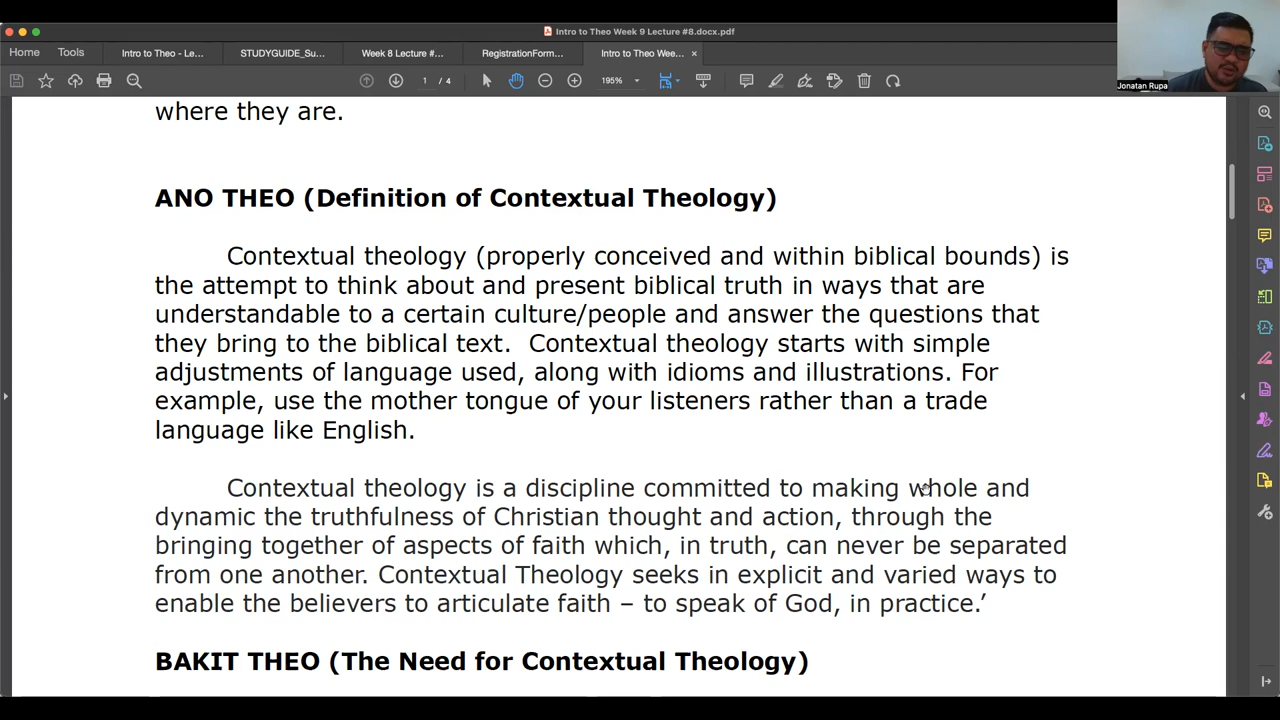 Intro to Theo Week 9 Lecture #8.docx.pdf
Home
Tools
Intro to Theo - Le...
STUDYGUIDE_Su...
Week 8 Lecture #...
RegistrationForm...
Intro to Theo Wee...
1 / 4
195%
Jonatan Rupa
where they are.
ANO THEO (Definition of Contextual Theology)
Contextual theology (properly conceived and within biblical bounds) is
the attempt to think about and present biblical truth in ways that are
understandable to a certain culture/people and answer the questions that
they bring to the biblical text.  Contextual theology starts with simple
adjustments of language used, along with idioms and illustrations. For
example, use the mother tongue of your listeners rather than a trade
language like English.
Contextual theology is a discipline committed to making whole and
dynamic the truthfulness of Christian thought and action, through the
bringing together of aspects of faith which, in truth, can never be separated
from one another. Contextual Theology seeks in explicit and varied ways to
enable the believers to articulate faith – to speak of God, in practice.’
BAKIT THEO (The Need for Contextual Theology)